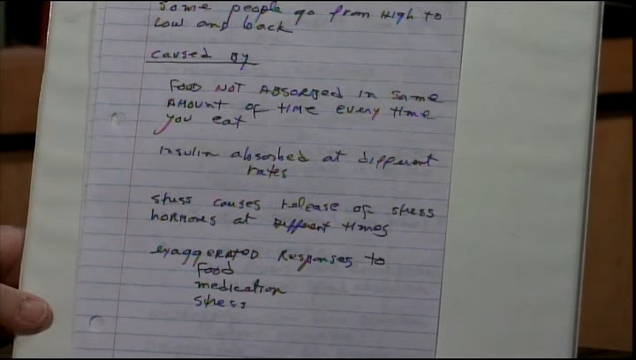 Some people go from High to
Low and back
Caused By
FOOD NOT ABSORBED IN Same
AMOUNT OF TIME EVERY TIME
you eat
Insulin absorbed at different
rates
stress causes release of stress
HORMONES at Different times
exaggerated Responses to
Food
medication
stress